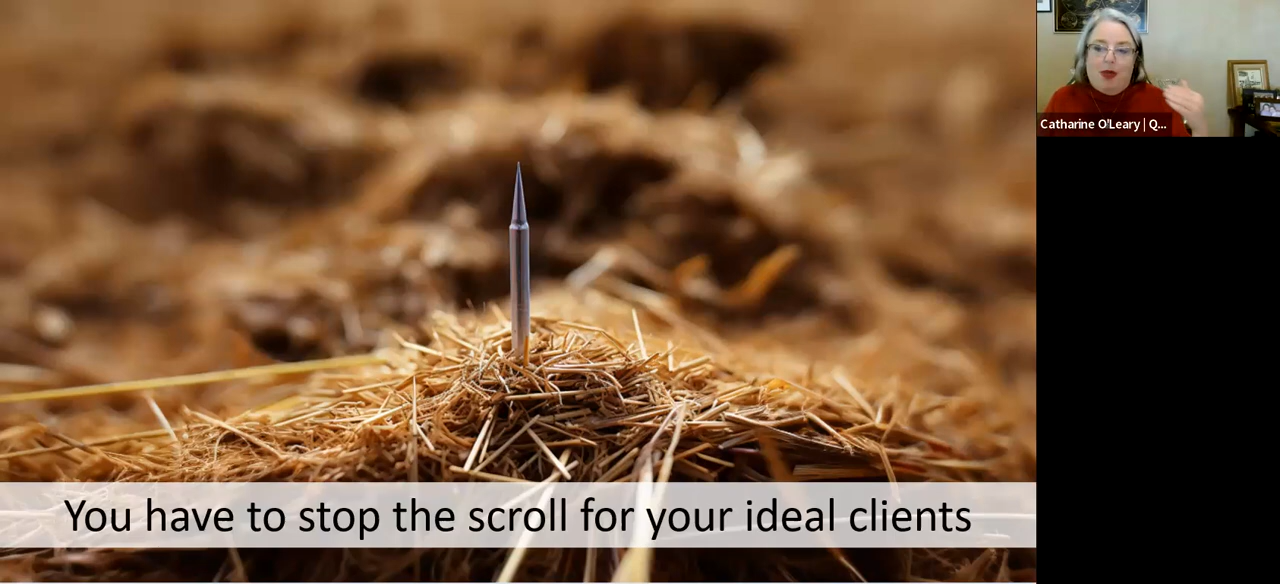 You have to stop the scroll for your ideal clients
Catharine O'Leary | Q...